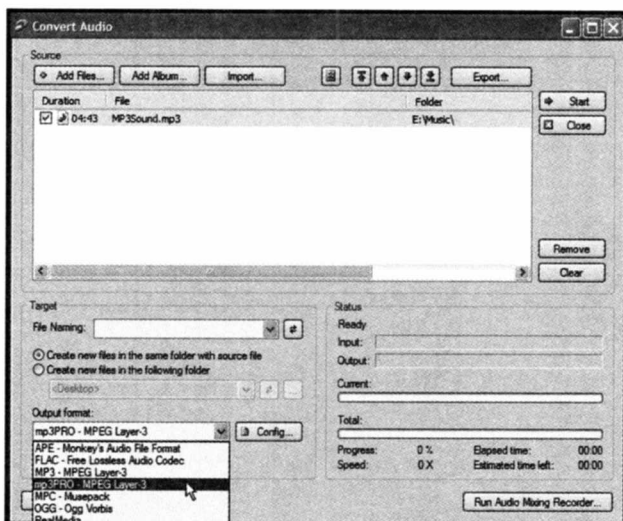 Convert Audio
Source
Add Files... Add Album... Import... Export...
Duration File Folder
04:43 MP3Sound.mp3 E:\Music\
Start
Close
Remove
Clear
Target
File Naming:
Create new files in the same folder with source file
Create new files in the following folder
<Desktop>
Output format:
mp3PRO - MPEG Layer-3
Config...
APE - Monkey's Audio File Format
FLAC - Free Lossless Audio Codec
MP3 - MPEG Layer-3
mp3PRO - MPEG Layer-3
MPC - Musepack
OGG - Ogg Vorbis
RealMedia
Status
Ready
Input:
Output:
Current:
Total:
Progress: 0 % Elapsed time: 00:00
Speed: 0 X Estimated time left: 00:00
Run Audio Mixing Recorder...